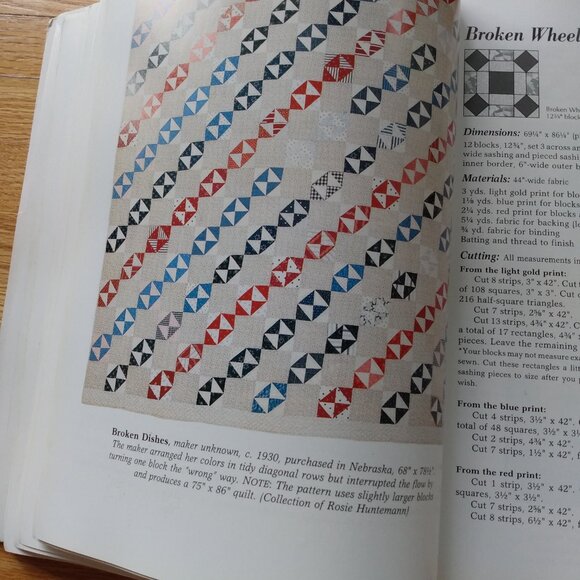 Broken Dishes, maker unknown, c. 1930, purchased in Nebraska, 68" x 78½".
The maker arranged her colors in tidy diagonal rows but interrupted the flow by
turning one block the "wrong" way. NOTE: The pattern uses slightly larger blocks
and produces a 75" x 86" quilt. (Collection of Rosie Huntemann)
Broken Wheel
Broken Whe
12¾" block
Dimensions: 69¼" x 86¼" (
12 blocks, 12¾", set 3 across an
wide sashing and pieced sashin
inner border, 6"-wide outer b
Materials: 44"-wide fabric
3 yds. light gold print for blo
1⅛ yds. blue print for blocks
2¼ yds. red print for blocks
5¼ yds. fabric for backing (le
¾ yd. fabric for binding
Batting and thread to finish
Cutting: All measurements in
From the light gold print:
Cut 8 strips, 3" x 42". Cut t
of 108 squares, 3" x 3". Cut
216 half-square triangles.
Cut 7 strips, 2⅝" x 42".
Cut 13 strips, 4¾" x 42". C
a total of 17 rectangles, 4¾"
pieces. Leave the remaining
*Your blocks may not measure exa
sewn. Cut these rectangles a litt
sashing pieces to size after you
wish.
From the blue print:
Cut 4 strips, 3½" x 42".
total of 48 squares, 3½" x 3½
Cut 2 strips, 4¾" x 42".
Cut 7 strips, 1½" x 42", f
From the red print:
Cut 1 strip, 3½" x 42",
squares, 3½" x 3½".
Cut 7 strips, 2⅝" x 42"
Cut 8 strips, 6½" x 42", f